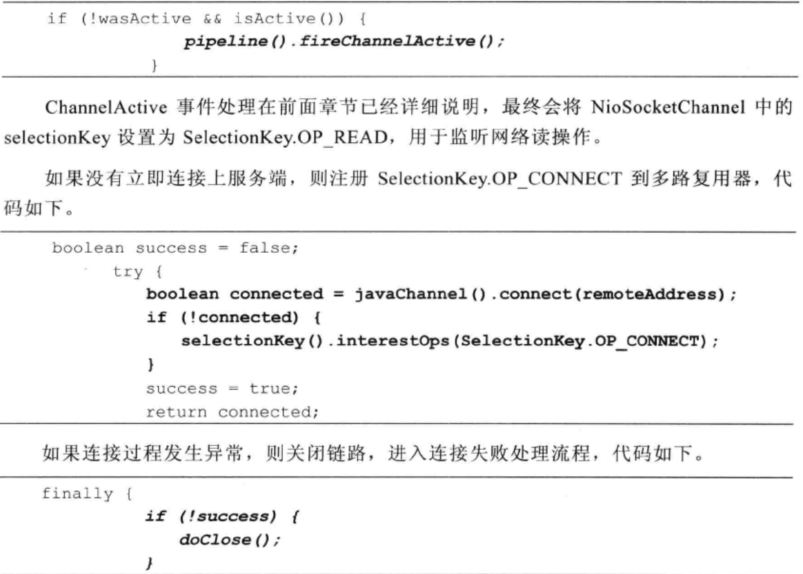 if (!wasActive && isActive()) {
pipeline().fireChannelActive();
}
ChannelActive 事件处理在前面章节已经详细说明，最终会将 NioSocketChannel 中的
selectionKey 设置为 SelectionKey.OP_READ，用于监听网络读操作。
如果没有立即连接上服务端，则注册 SelectionKey.OP_CONNECT 到多路复用器，代
码如下。
boolean success = false;
try {
boolean connected = javaChannel().connect(remoteAddress);
if (!connected) {
selectionKey().interestOps(SelectionKey.OP_CONNECT);
}
success = true;
return connected;
如果连接过程发生异常，则关闭链路，进入连接失败处理流程，代码如下。
finally {
if (!success) {
doClose();
}